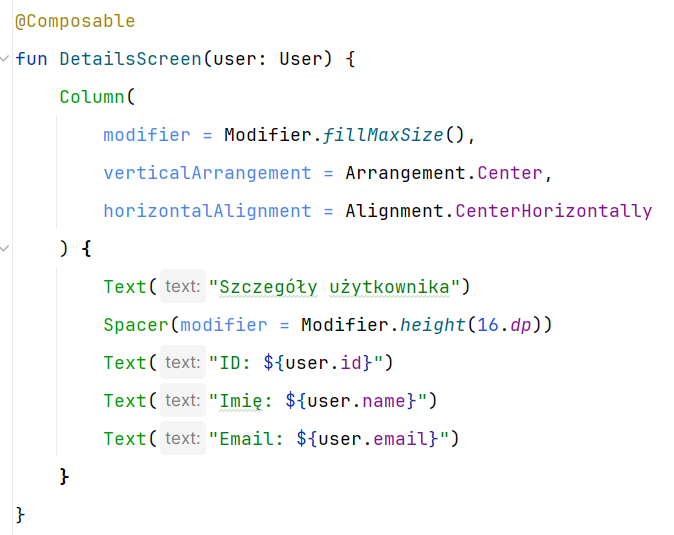 @Composable
fun DetailsScreen(user: User) {
    Column(
        modifier = Modifier.fillMaxSize(),
        verticalArrangement = Arrangement.Center,
        horizontalAlignment = Alignment.CenterHorizontally
    ) {
        Text( text: "Szczegóły użytkownika")
        Spacer(modifier = Modifier.height(16.dp))
        Text( text: "ID: ${user.id}")
        Text( text: "Imię: ${user.name}")
        Text( text: "Email: ${user.email}")
    }
}